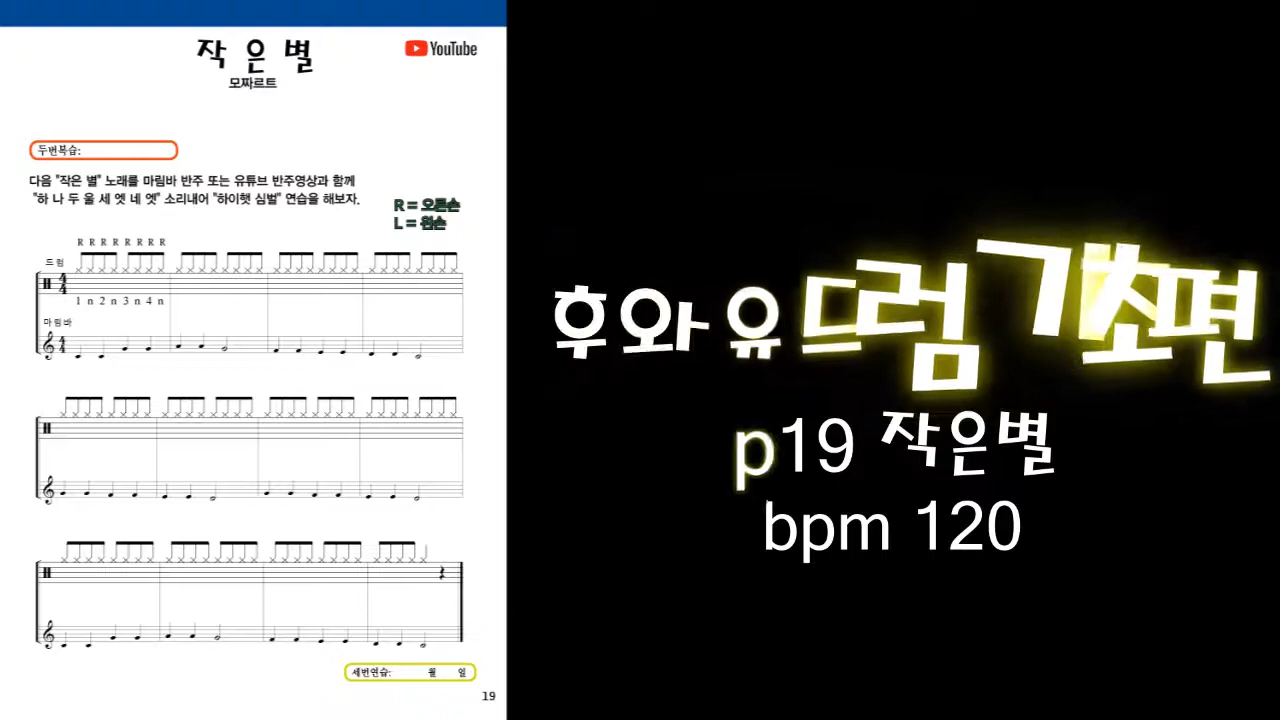 작은별
YouTube
모짜르트
두번복습:
다음 "작은 별" 노래를 마림바 반주 또는 유튜브 반주영상과 함께
"하 나 두 울 세 엣 네 엣" 소리내어 "하이햇 심벌" 연습을 해보자.
R = 오른손
L = 왼손
R R R R R R R R
드럼
4
4
1 n 2 n 3 n 4 n
마림바
4
4
세번연습: 월 일
19
후와 유 드럼 기초편
p19 작은별
bpm 120